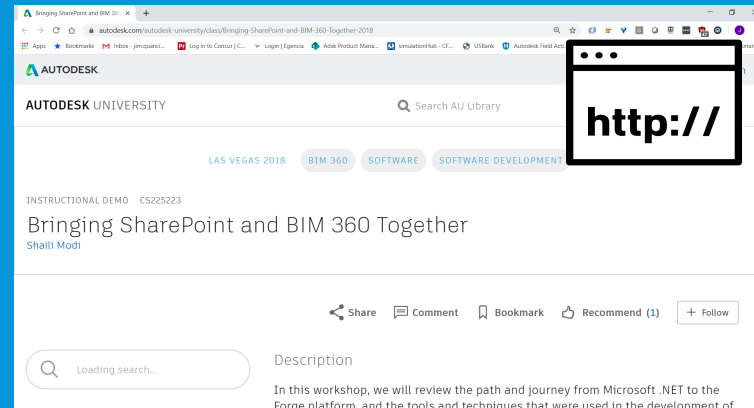 Bringing SharePoint and BIM 36
autodesk.com/autodesk-university/class/Bringing-SharePoint-and-BIM-360-Together-2018
Apps Bookmarks Inbox - jim.quanci... Log in to Concur | C... Login | Egencia Adsk Product Mana... simulationHub - CF... USBank Autodesk Field Act
AUTODESK
http://
AUTODESK UNIVERSITY
Search AU Library
LAS VEGAS 2018 BIM 360 SOFTWARE SOFTWARE DEVELOPMENT
INSTRUCTIONAL DEMO CS225223
Bringing SharePoint and BIM 360 Together
Shaili Modi
Share Comment Bookmark Recommend (1) + Follow
Loading search...
Description
In this workshop, we will review the path and journey from Microsoft .NET to the
Forge platform, and the tools and techniques that were used in the development of